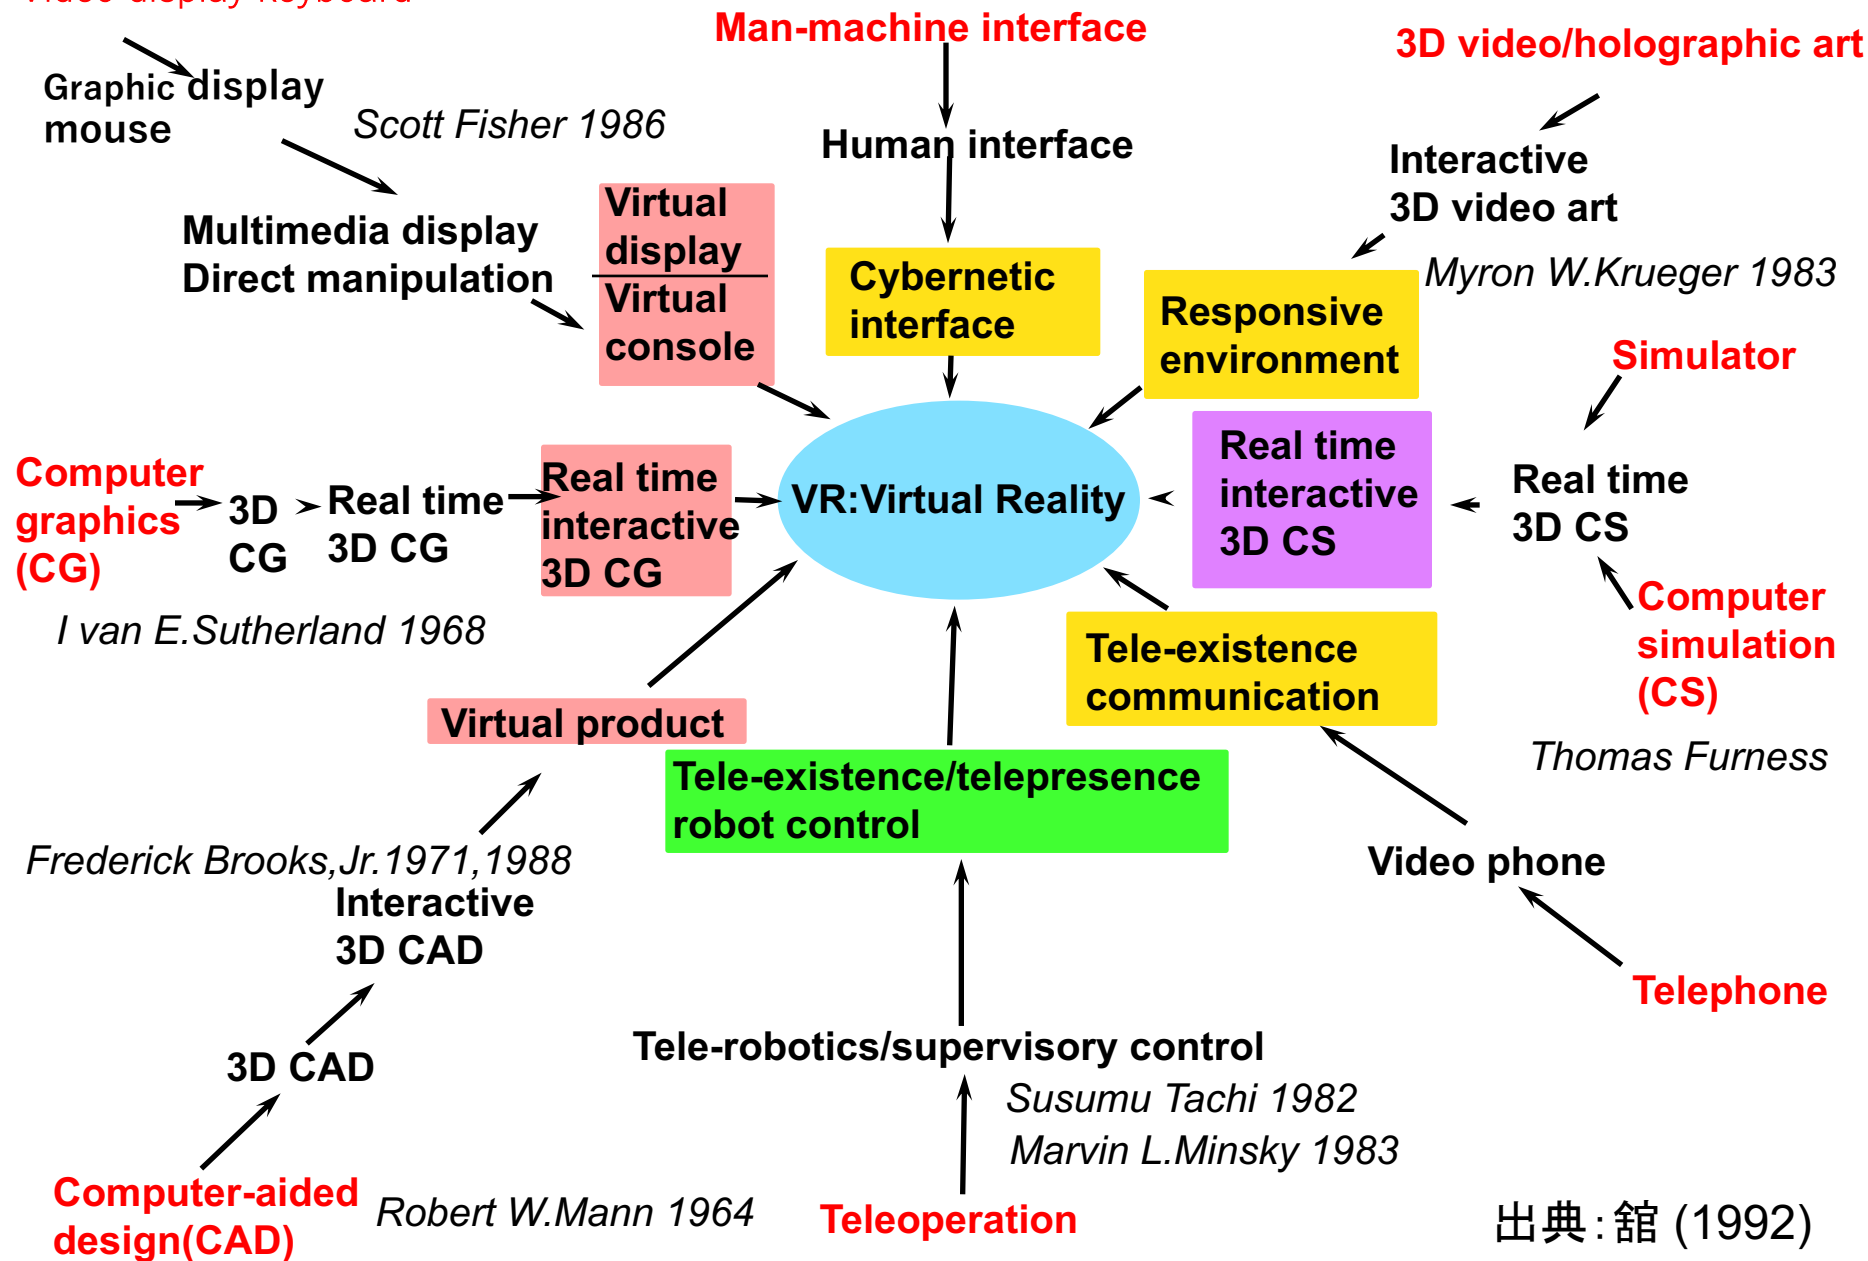 Video display keyboard
Graphic display
mouse
Scott Fisher 1986
Multimedia display
Direct manipulation
Virtual
display
Virtual
console
Man-machine interface
Human interface
Cybernetic
interface
3D video/holographic art
Interactive
3D video art
Myron W.Krueger 1983
Responsive
environment
Simulator
Computer
graphics
(CG)
3D
CG
Real time
3D CG
Real time
interactive
3D CG
I van E.Sutherland 1968
VR:Virtual Reality
Real time
interactive
3D CS
Real time
3D CS
Computer
simulation
(CS)
Thomas Furness
Tele-existence
communication
Virtual product
Tele-existence/telepresence
robot control
Frederick Brooks,Jr.1971,1988
Interactive
3D CAD
Video phone
Telephone
3D CAD
Tele-robotics/supervisory control
Susumu Tachi 1982
Marvin L.Minsky 1983
Computer-aided
design(CAD)
Robert W.Mann 1964
Teleoperation
出典:舘 (1992)